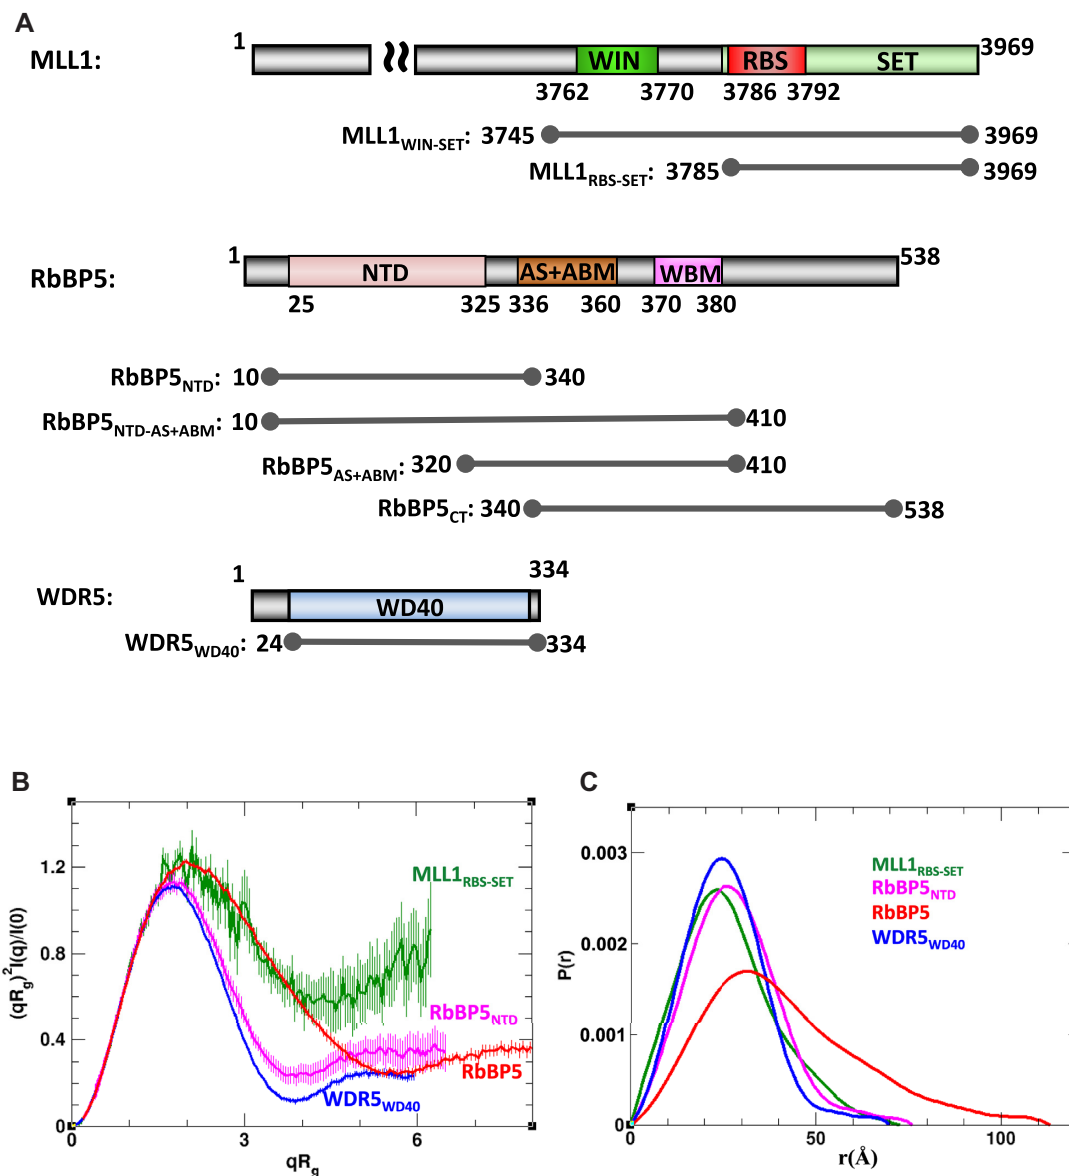 A
MLL1:
1
WIN
RBS
SET
3969
3762 3770 3786 3792
MLL1WIN-SET: 3745 3969
MLL1RBS-SET: 3785 3969
RbBP5:
1
NTD
AS+ABM
WBM
538
25 325 336 360 370 380
RbBP5NTD: 10 340
RbBP5NTD-AS+ABM: 10 410
RbBP5AS+ABM: 320 410
RbBP5CT: 340 538
WDR5:
1
334
WD40
WDR5WD40: 24 334
B
(qRg)2I(q)/I(0)
1.2
0.8
0.4
0
0 3 6
qRg
MLL1RBS-SET
RbBP5NTD
RbBP5
WDR5WD40
C
P(r)
0.003
0.002
0.001
0
0 50 100
r(Å)
MLL1RBS-SET
RbBP5NTD
RbBP5
WDR5WD40